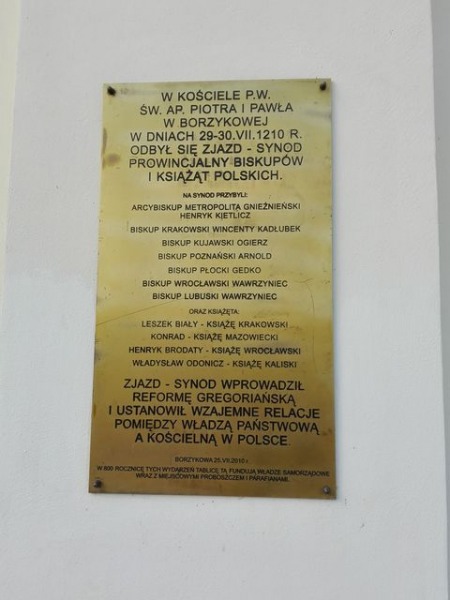 W KOŚCIELE P.W.
ŚW. AP. PIOTRA I PAWŁA
W BORZYKOWEJ
W DNIACH 29-30.VII.1210 R.
ODBYŁ SIĘ ZJAZD - SYNOD
PROWINCJALNY BISKUPÓW
I KSIĄŻĄT POLSKICH.
NA SYNOD PRZYBYLI:
ARCYBISKUP METROPOLITA GNIEŹNIEŃSKI
HENRYK KIETLICZ
BISKUP KRAKOWSKI WINCENTY KADŁUBEK
BISKUP KUJAWSKI OGIERZ
BISKUP POZNAŃSKI ARNOLD
BISKUP PŁOCKI GEDKO
BISKUP WROCŁAWSKI WAWRZYNIEC
BISKUP LUBUSKI WAWRZYNIEC
ORAZ KSIĄŻĘTA:
LESZEK BIAŁY - KSIĄŻĘ KRAKOWSKI
KONRAD - KSIĄŻĘ MAZOWIECKI
HENRYK BRODATY - KSIĄŻĘ WROCŁAWSKI
WŁADYSŁAW ODONICZ - KSIĄŻĘ KALISKI
ZJAZD - SYNOD WPROWADZIŁ
REFORMĘ GREGORIAŃSKĄ
I USTANOWIŁ WZAJEMNE RELACJE
POMIĘDZY WŁADZĄ PAŃSTWOWĄ
A KOŚCIELNĄ W POLSCE.
BORZYKOWA 25.VII.2010 r.
W 800 ROCZNICĘ TYCH WYDARZEŃ TABLICĘ TĄ FUNDUJĄ WŁADZE SAMORZĄDOWE
WRAZ Z MIEJSCOWYMI PROBOSZCZEM I PARAFIANAMI.